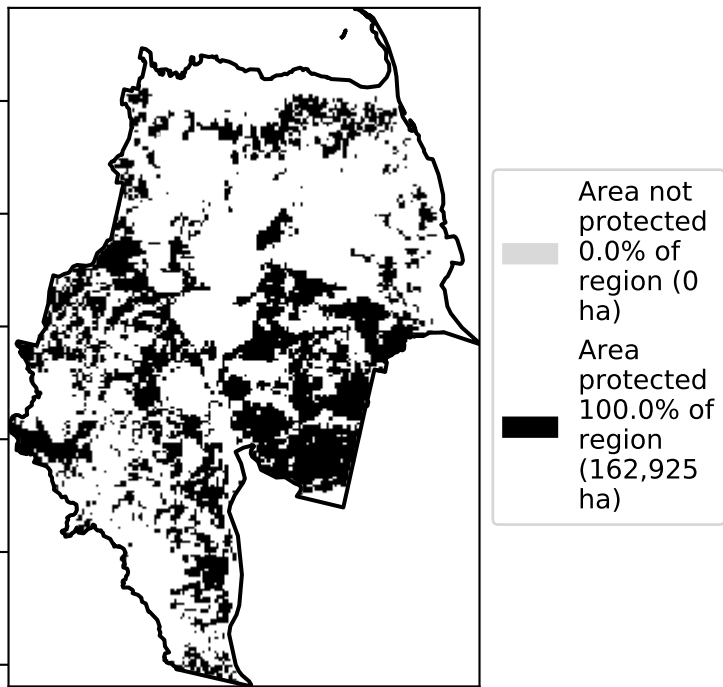 Area not
protected
0.0% of
region (0
ha)
Area
protected
100.0% of
region
(162,925
ha)